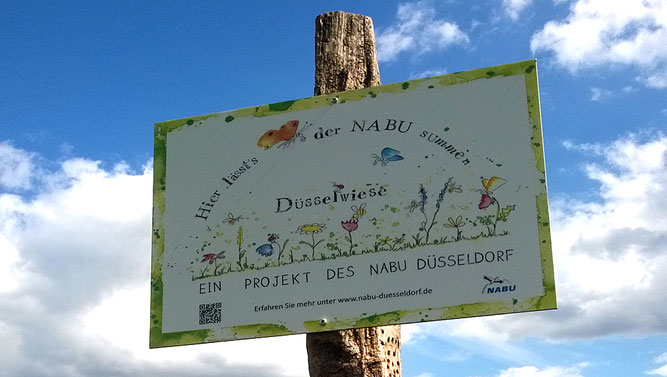 Hier lässt's der NABU summen
Düsselwiese
EIN PROJEKT DES NABU DÜSSELDORF
Erfahren Sie mehr unter www.nabu-duesseldorf.de
NABU